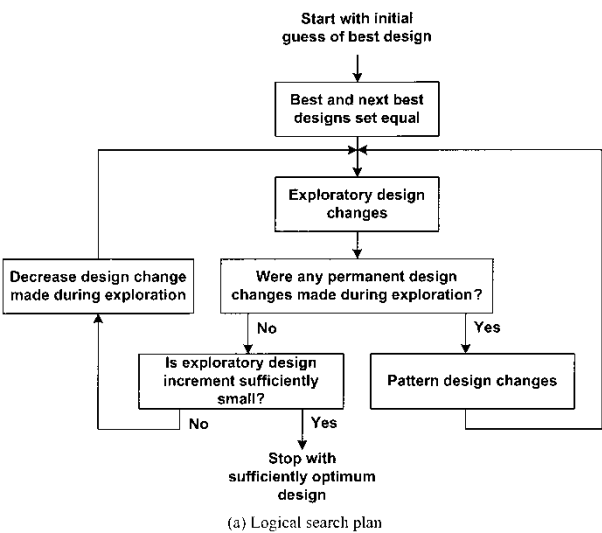 Start with initial
guess of best design
Best and next best
designs set equal
Exploratory design
changes
Decrease design change
made during exploration
Were any permanent design
changes made during exploration?
No
Yes
Is exploratory design
increment sufficiently
small?
Pattern design changes
No
Yes
Stop with
sufficiently optimum
design
(a) Logical search plan